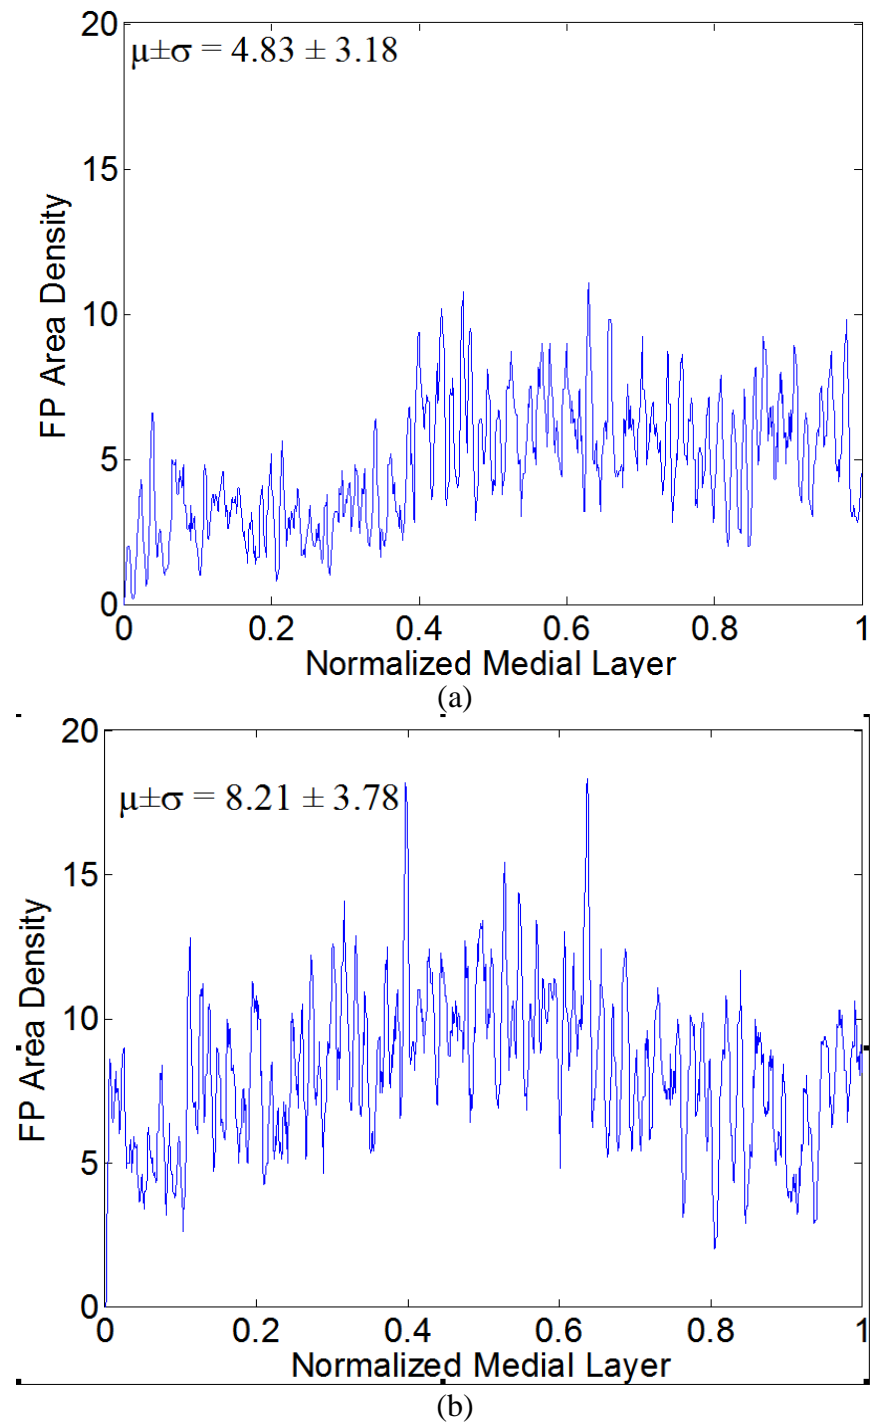 20
μ±σ = 4.83 ± 3.18
15
FP Area Density
10
5
0
0 0.2 0.4 0.6 0.8 1
Normalized Medial Layer
(a)
20
μ±σ = 8.21 ± 3.78
15
FP Area Density
10
5
0
0 0.2 0.4 0.6 0.8 1
Normalized Medial Layer
(b)